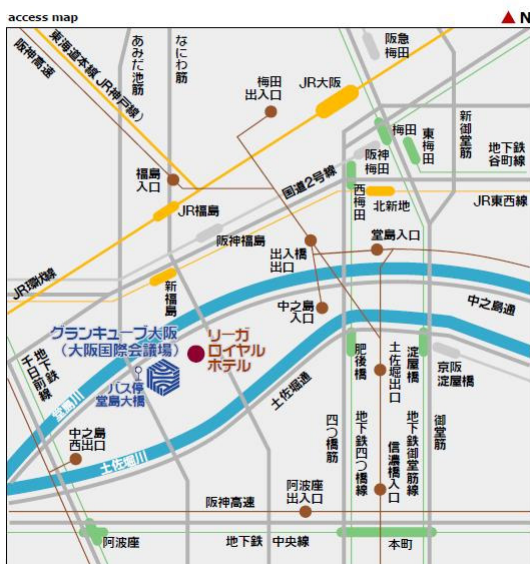 access map
N
東海道本線(JR神戸線)
阪神高速
あみだ池筋
なにわ筋
阪急
梅田
梅田
出入口
JR大阪
新御堂筋
梅田
東梅田
地下鉄
谷町線
福島
入口
国道2号線
阪神
梅田
西梅田
北新地
JR東西線
JR福島
阪神福島
出入橋
出口
堂島入口
JR環状線
新福島
中之島
入口
中之島通
グランキューブ大阪
(大阪国際会議場)
リーガ
ロイヤル
ホテル
地下鉄
千日前線
バス停
堂島大橋
土佐堀通
肥後橋
土佐堀出口
淀屋橋
京阪
淀屋橋
堂島川
土佐堀川
中之島
西出口
四つ橋筋
地下鉄四つ橋線
信濃橋入口
地下鉄御堂筋線
御堂筋
阿波座
出入口
阪神高速
阿波座
地下鉄 中央線
本町